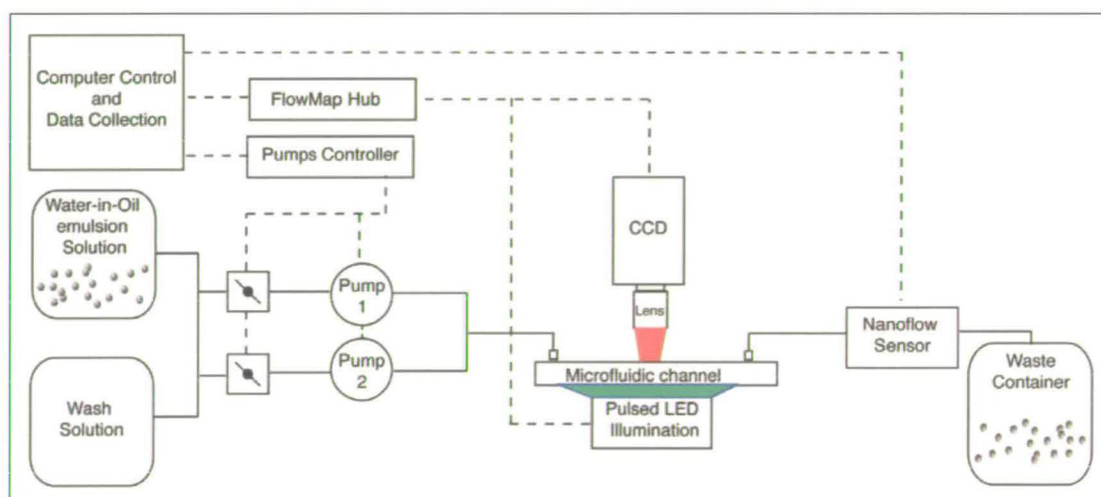 Computer Control
and
Data Collection
FlowMap Hub
Pumps Controller
Water-in-Oil
emulsion
Solution
CCD
Lens
Pump
1
Pump
2
Nanoflow
Sensor
Microfluidic channel
Pulsed LED
Illumination
Waste
Container
Wash
Solution